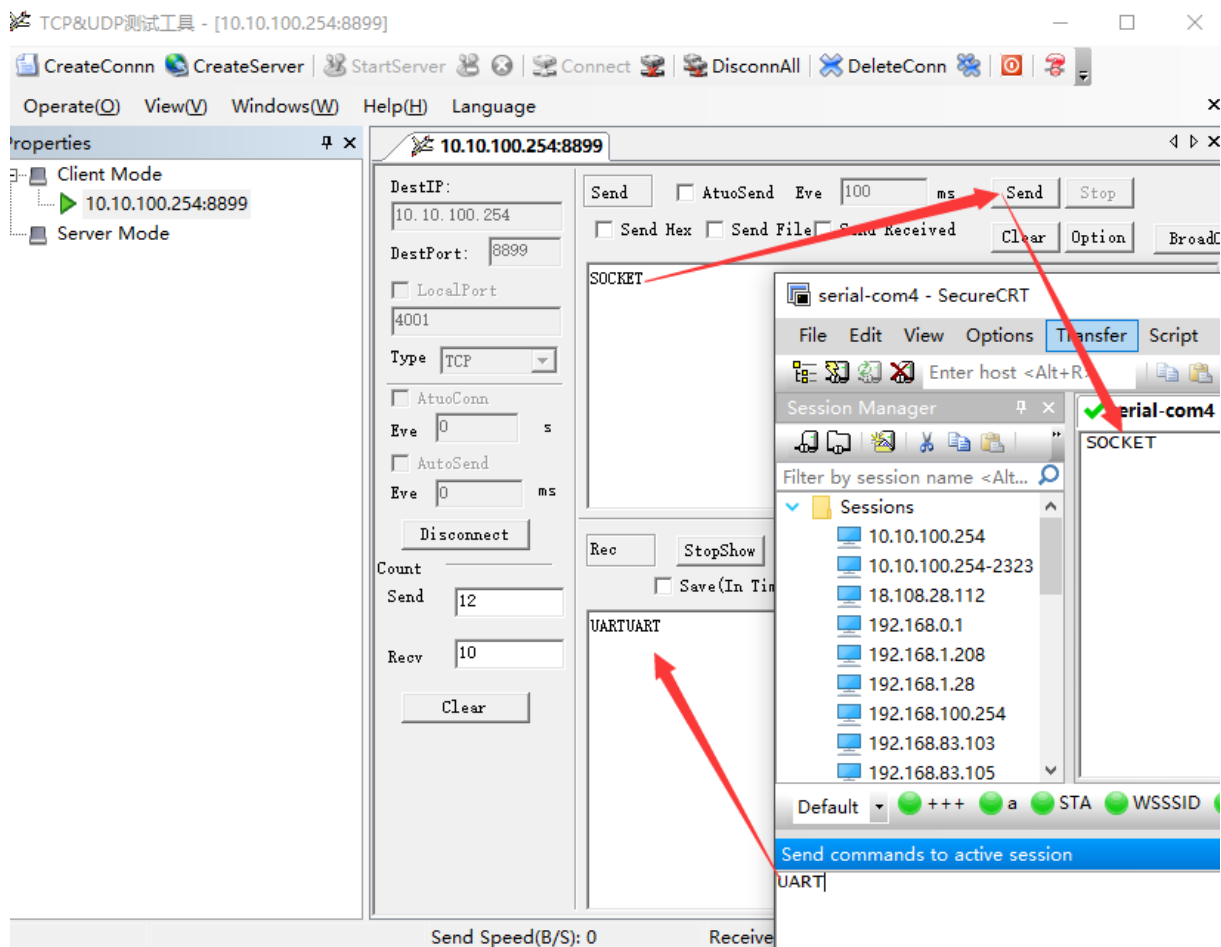 TCP&UDP测试工具 - [10.10.100.254:8899]
CreateConnn CreateServer StartServer Connect DisconnAll DeleteConn
Operate(O) View(V) Windows(W) Help(H) Language
Properties
Client Mode
10.10.100.254:8899
Server Mode
10.10.100.254:8899
DestIP:
10.10.100.254
DestPort: 8899
LocalPort
4001
Type TCP
AtuoConn
Eve 0 s
AutoSend
Eve 0 ms
Disconnect
Count
Send 12
Recv 10
Clear
Send AtuoSend Eve 100 ms Send Stop
Send Hex Send File Send Received Clear Option BroadC
SOCKET
Rec StopShow
Save(In Tim
UARTUART
serial-com4 - SecureCRT
File Edit View Options Transfer Script
Enter host <Alt+R>
Session Manager
serial-com4
SOCKET
Filter by session name <Alt...
Sessions
10.10.100.254
10.10.100.254-2323
18.108.28.112
192.168.0.1
192.168.1.208
192.168.1.28
192.168.100.254
192.168.83.103
192.168.83.105
Default +++ a STA WSSSID
Send commands to active session
UART
Send Speed(B/S): 0 Receive